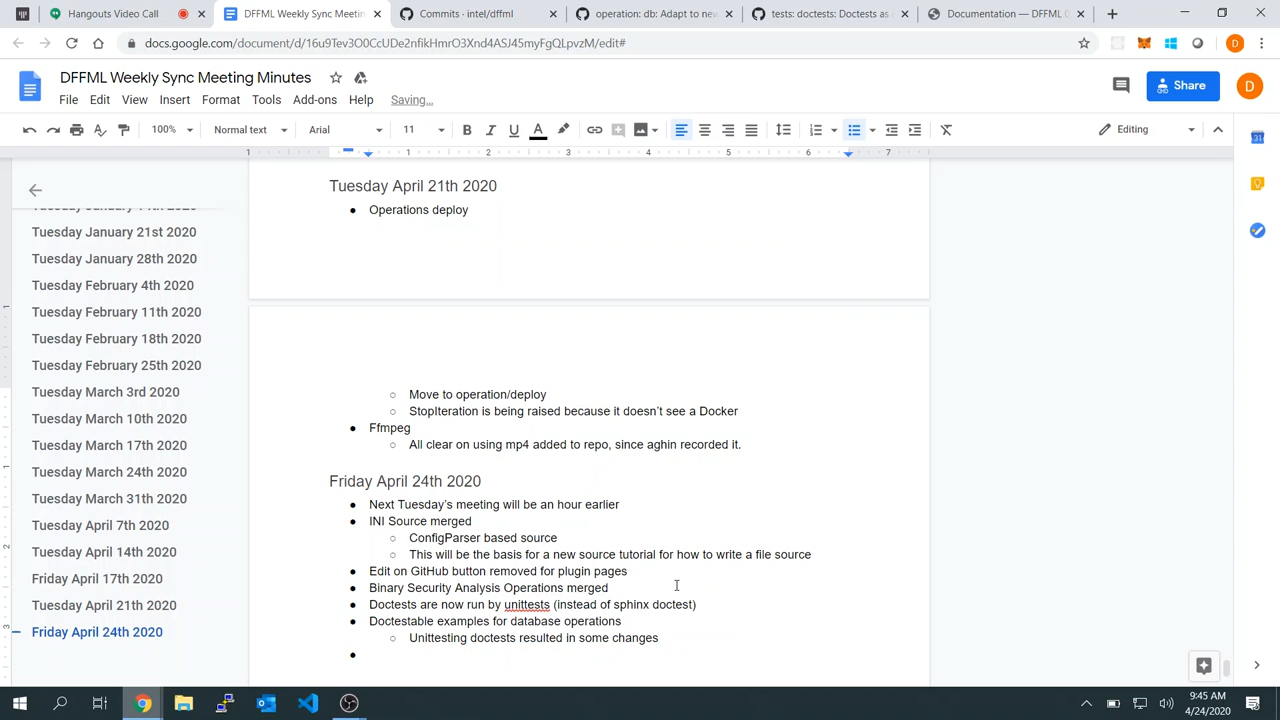 Hangouts Video Call
DFFML Weekly Sync Meetin
Commits · intel/dffml
operation: db: Adapt to new
tests: doctests: Doctests as
Documentation — DFFML 0
docs.google.com/document/d/16u9Tev3O0CcUDe2nfikHmrO3Xnd4ASJ45myFgQLpvzM/edit#
D
DFFML Weekly Sync Meeting Minutes
Share
D
File Edit View Insert Format Tools Add-ons Help Saving...
100% Normal text Arial 11 B I U A Editing
1 1 2 3 4 5 6 7
Tuesday January 21st 2020
Tuesday January 28th 2020
Tuesday February 4th 2020
Tuesday February 11th 2020
Tuesday February 18th 2020
Tuesday February 25th 2020
Tuesday March 3rd 2020
Tuesday March 10th 2020
Tuesday March 17th 2020
Tuesday March 24th 2020
Tuesday March 31th 2020
Tuesday April 7th 2020
Tuesday April 14th 2020
Friday April 17th 2020
Tuesday April 21th 2020
Friday April 24th 2020
Tuesday April 21th 2020
Operations deploy
Move to operation/deploy
StopIteration is being raised because it doesn't see a Docker
Ffmpeg
All clear on using mp4 added to repo, since aghin recorded it.
Friday April 24th 2020
Next Tuesday's meeting will be an hour earlier
INI Source merged
ConfigParser based source
This will be the basis for a new source tutorial for how to write a file source
Edit on GitHub button removed for plugin pages
Binary Security Analysis Operations merged
Doctests are now run by unittests (instead of sphinx doctest)
Doctestable examples for database operations
Unittesting doctests resulted in some changes
9:45 AM
4/24/2020